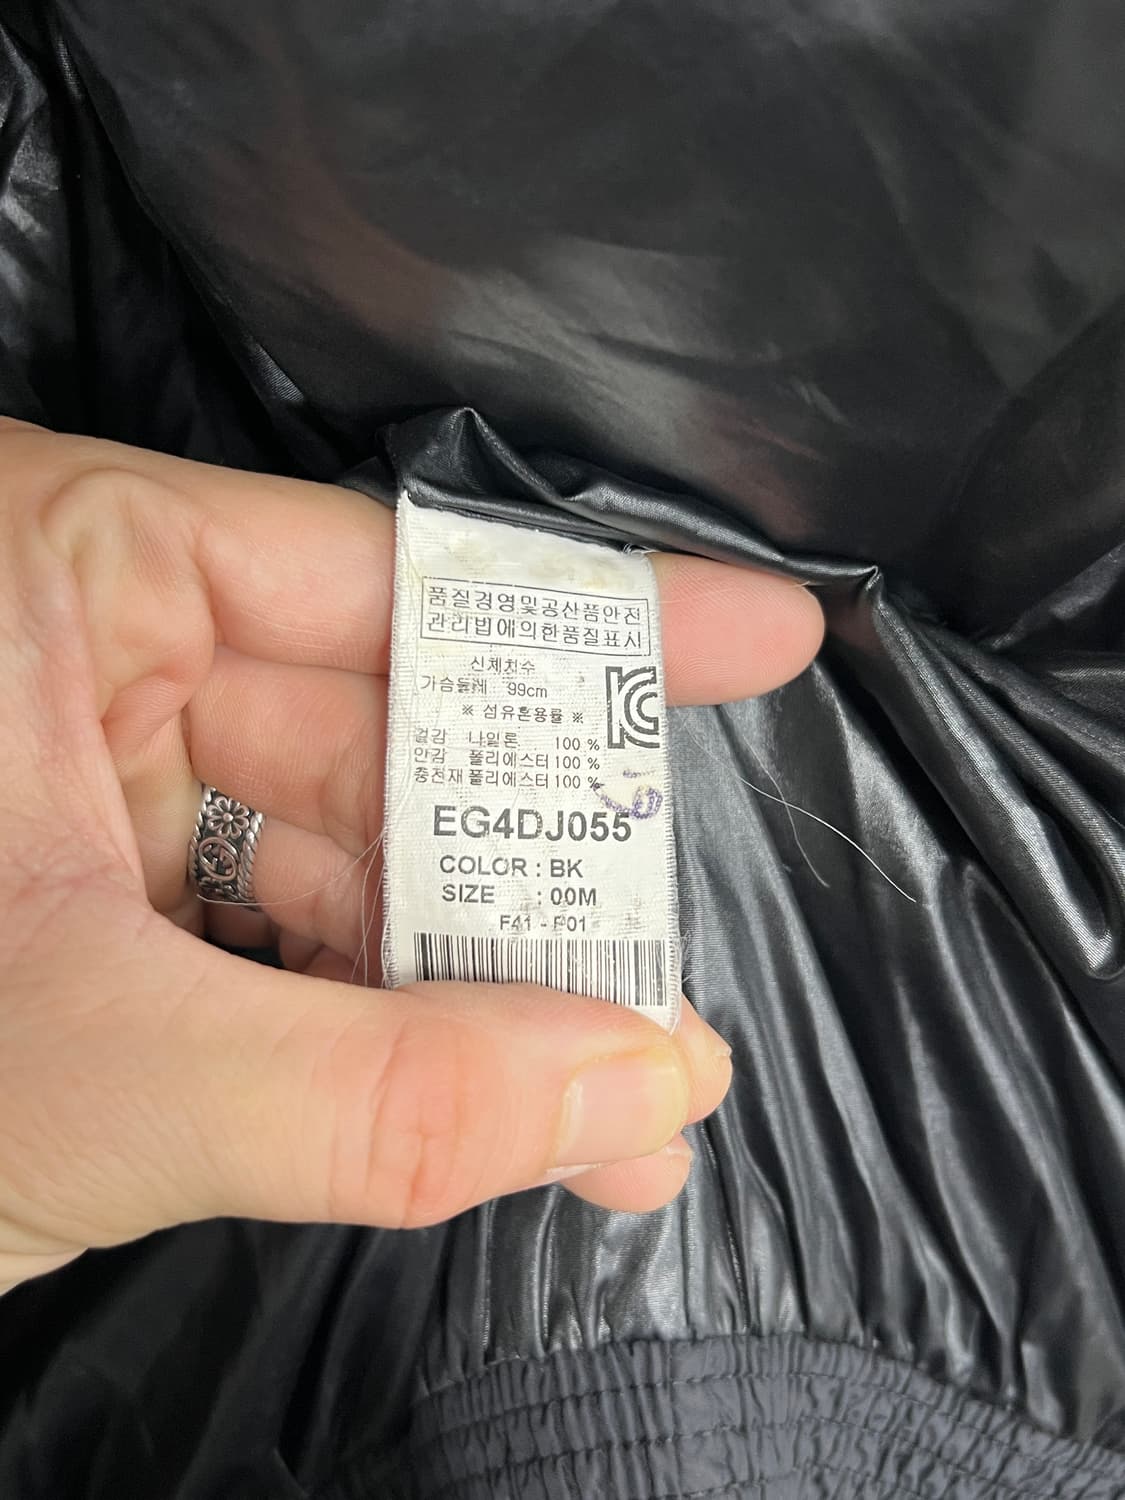 품질경영및공산품안전
관리법에의한품질표시
신체치수
가슴둘레 99cm
※ 섬유혼용률 ※
겉감 나일론 100 %
안감 폴리에스터 100 %
충전재 폴리에스터 100 %
EG4DJ055
COLOR : BK
SIZE : 00M
F41 - F01